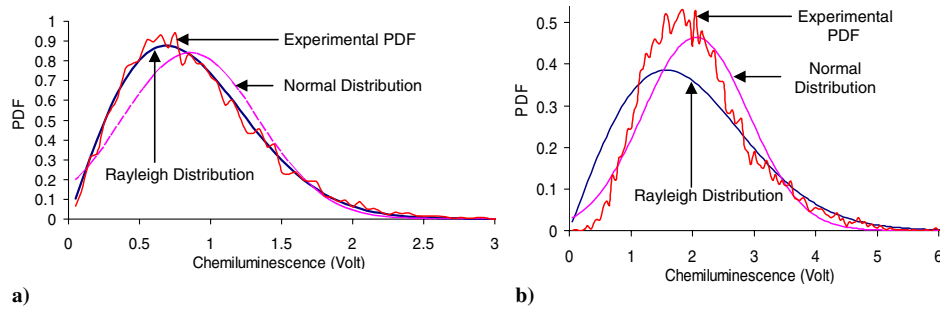 1
0.9
0.8
0.7
0.6
0.5
0.4
0.3
0.2
0.1
0
PDF
Experimental PDF
Normal Distribution
Rayleigh Distribution
0 0.5 1 1.5 2 2.5 3
Chemiluminescence (Volt)
a)
0.5
0.4
0.3
0.2
0.1
0
PDF
Experimental
PDF
Normal
Distribution
Rayleigh Distribution
0 1 2 3 4 5 6
Chemiluminescence (Volt)
b)